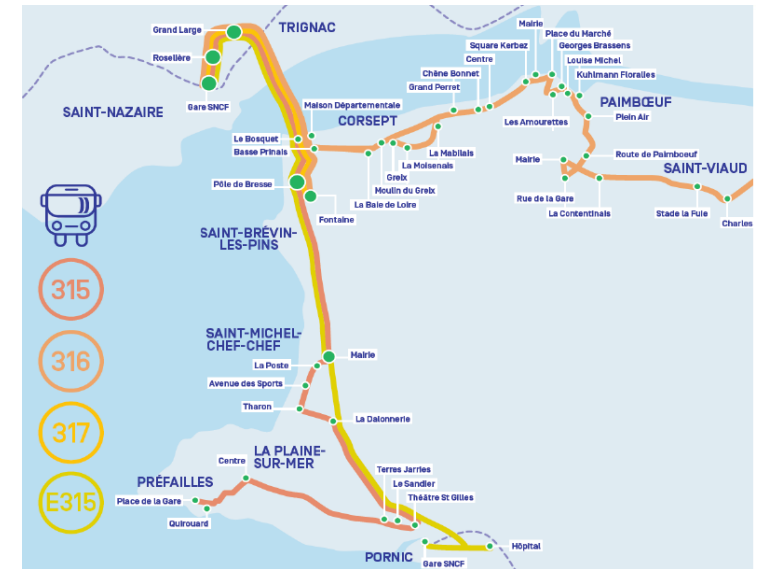 Grand Large
TRIGNAC
Roselière
Gare SNCF
SAINT-NAZAIRE
Mairie
Place du Marché
Square Kerbez
Georges Brassens
Centre
Louise Michel
Chêne Bonnet
Kuhlmann Floralies
Grand Perret
PAIMBŒUF
Maison Départementale
CORSEPT
Plein Air
Les Amourettes
Le Bosquet
Basse Prinais
La Mabilais
La Moisenais
Greix
Moulin du Greix
La Baie de Loire
Mairie
Route de Paimboeuf
SAINT-VIAUD
Rue de la Gare
La Contentinais
Stade la Fuie
Charles
Pôle de Bresse
Fontaine
SAINT-BRÉVIN-
LES-PINS
315
316
317
E315
SAINT-MICHEL-
CHEF-CHEF
Mairie
La Poste
Avenue des Sports
Tharon
La Dalonnerie
LA PLAINE-
SUR-MER
Centre
PRÉFAILLES
Place de la Gare
Quirouard
Terres Jarries
Le Sandier
Théâtre St Gilles
PORNIC
Hôpital
Gare SNCF